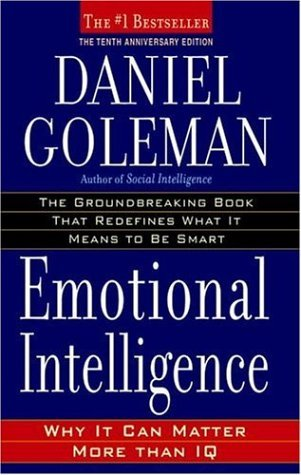 THE #1 BESTSELLER
THE TENTH ANNIVERSARY EDITION
DANIEL
GOLEMAN
Author of Social Intelligence
THE GROUNDBREAKING BOOK
THAT REDEFINES WHAT IT
MEANS TO BE SMART
Emotional
Intelligence
WHY IT CAN MATTER
MORE THAN IQ